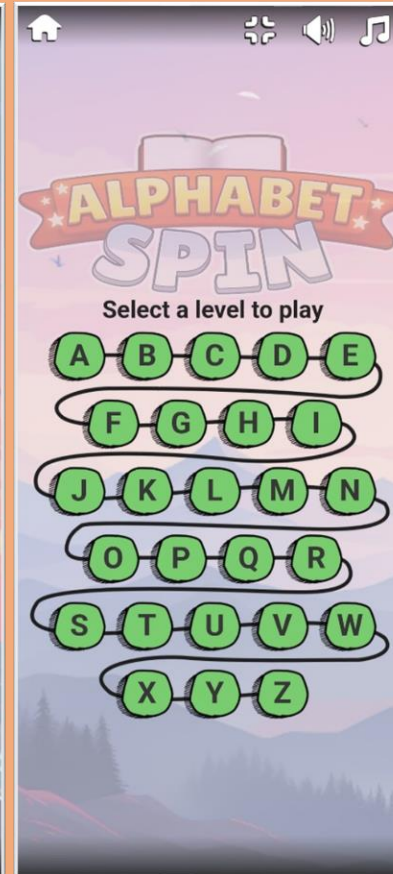 ALPHABET
SPIN
Select a level to play
A B C D E
F G H I
J K L M N
O P Q R
S T U V W
X Y Z